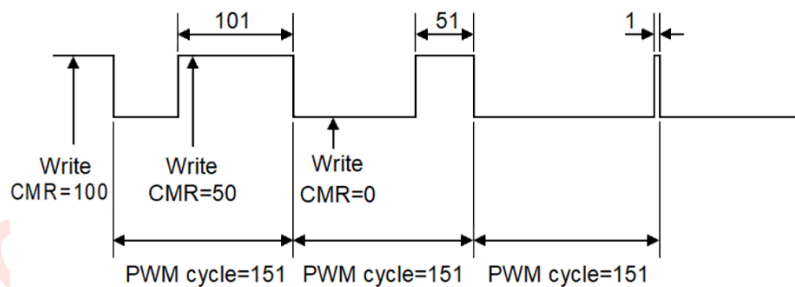 101
51
1
Write
CMR=100
Write
CMR=50
Write
CMR=0
PWM cycle=151
PWM cycle=151
PWM cycle=151